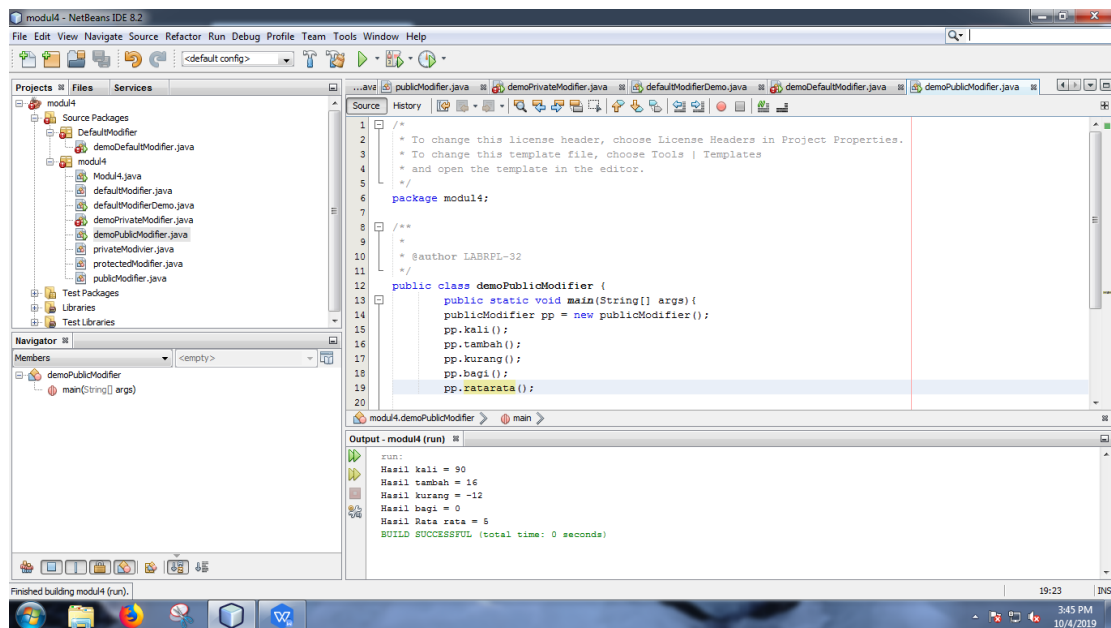 modul4 - NetBeans IDE 8.2
File Edit View Navigate Source Refactor Run Debug Profile Team Tools Window Help
<default config>
Projects Files Services
modul4
Source Packages
DefaultModifier
demoDefaultModifier.java
modul4
Modul4.java
defaultModifier.java
defaultModifierDemo.java
demoPrivateModifier.java
demoPublicModifier.java
privateModivier.java
protectedModifier.java
publicModifier.java
Test Packages
Libraries
Test Libraries
Navigator
Members <empty>
demoPublicModifier
main(String[] args)
...ava publicModifier.java demoPrivateModifier.java defaultModifierDemo.java demoDefaultModifier.java demoPublicModifier.java
Source History
1 /*
2 * To change this license header, choose License Headers in Project Properties.
3 * To change this template file, choose Tools | Templates
4 * and open the template in the editor.
5 */
6 package modul4;
7
8 /**
9 *
10 * @author LABRPL-32
11 */
12 public class demoPublicModifier {
13 public static void main(String[] args){
14 publicModifier pp = new publicModifier();
15 pp.kali();
16 pp.tambah();
17 pp.kurang();
18 pp.bagi();
19 pp.ratarata();
20
modul4.demoPublicModifier main
Output - modul4 (run)
run:
Hasil kali = 90
Hasil tambah = 16
Hasil kurang = -12
Hasil bagi = 0
Hasil Rata rata = 5
BUILD SUCCESSFUL (total time: 0 seconds)
Finished building modul4 (run).
19:23 INS
3:45 PM
10/4/2019